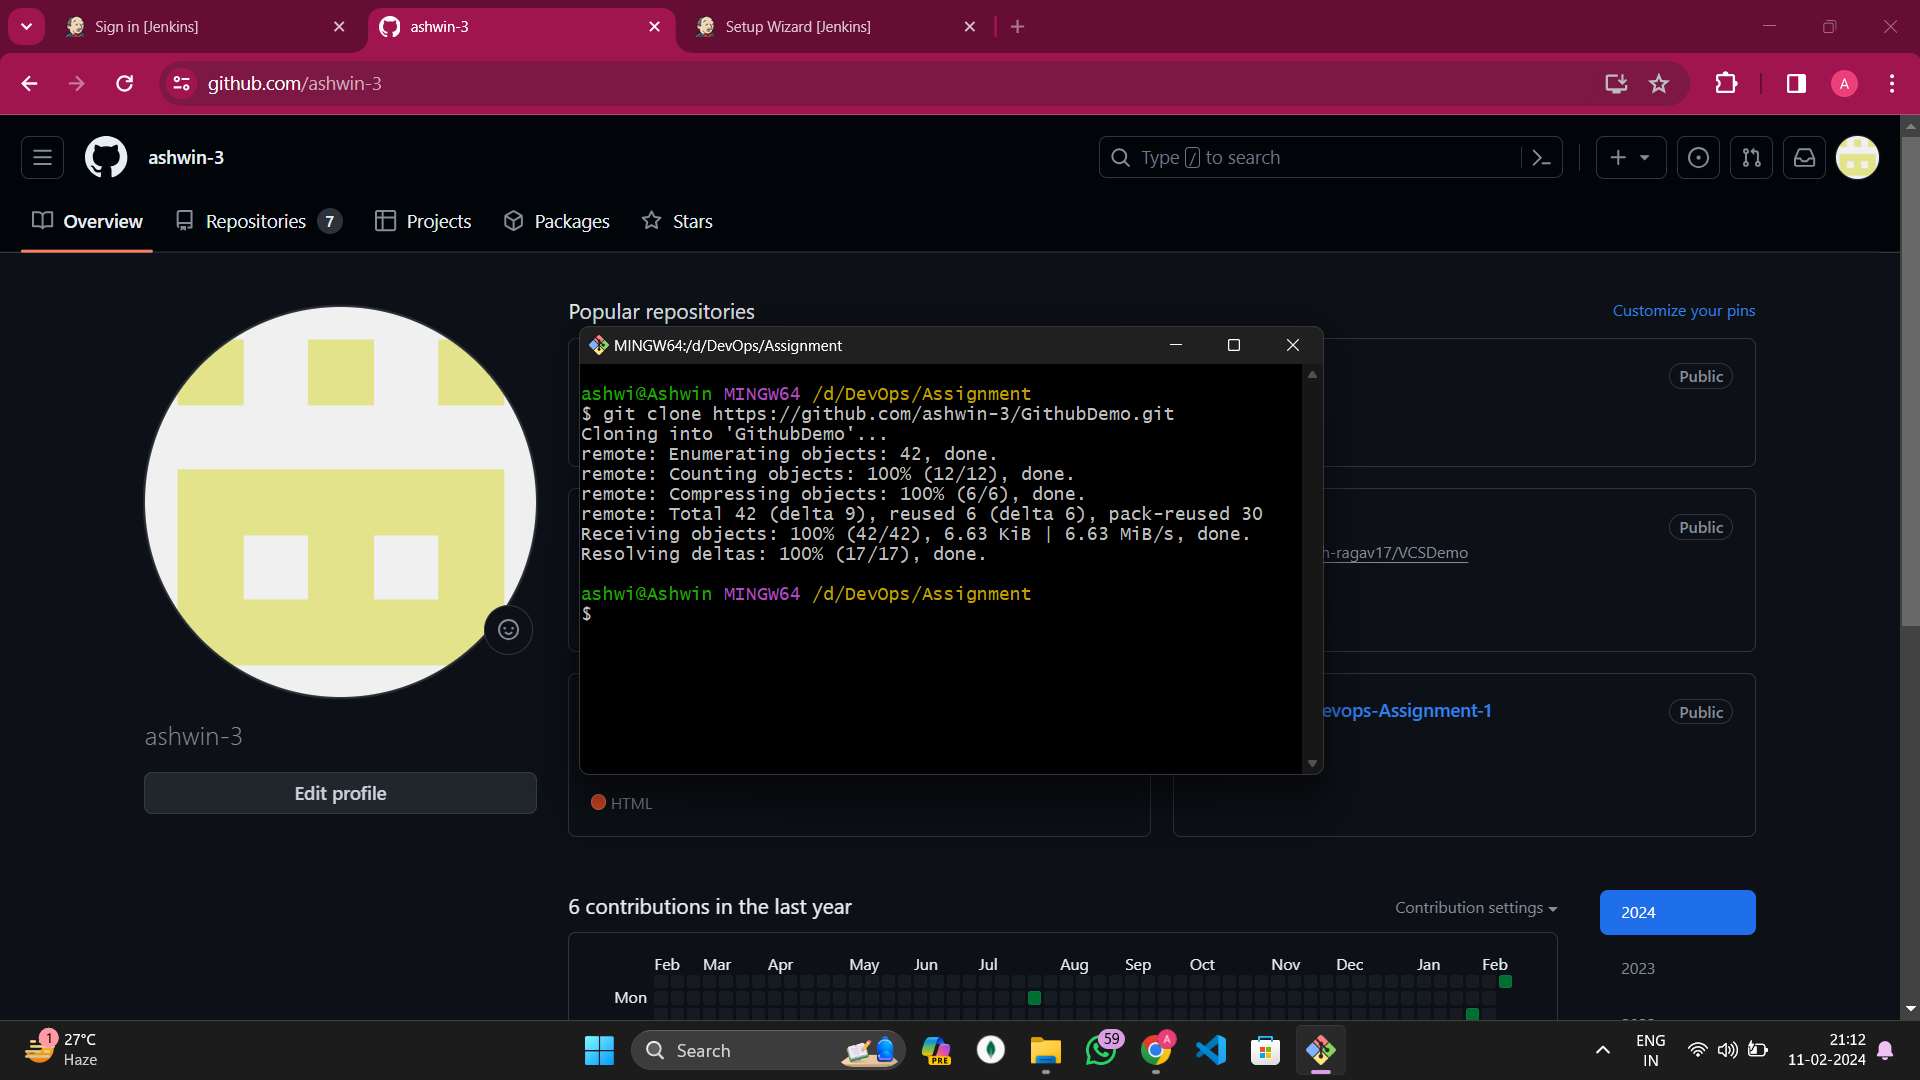 Sign in [Jenkins]
ashwin-3
Setup Wizard [Jenkins]
github.com/ashwin-3
A
ashwin-3
Type / to search
Overview
Repositories 7
Projects
Packages
Stars
Popular repositories
Customize your pins
MINGW64:/d/DevOps/Assignment
ashwi@Ashwin MINGW64 /d/DevOps/Assignment
$ git clone https://github.com/ashwin-3/GithubDemo.git
Cloning into 'GithubDemo'...
remote: Enumerating objects: 42, done.
remote: Counting objects: 100% (12/12), done.
remote: Compressing objects: 100% (6/6), done.
remote: Total 42 (delta 9), reused 6 (delta 6), pack-reused 30
Receiving objects: 100% (42/42), 6.63 KiB | 6.63 MiB/s, done.
Resolving deltas: 100% (17/17), done.
ashwi@Ashwin MINGW64 /d/DevOps/Assignment
$
Public
Public
n-ragav17/VCSDemo
evops-Assignment-1
Public
HTML
ashwin-3
Edit profile
6 contributions in the last year
Contribution settings
2024
2023
Feb Mar Apr May Jun Jul Aug Sep Oct Nov Dec Jan Feb
Mon
1
27°C
Haze
Search
PRE
59
A
ENG
IN
21:12
11-02-2024